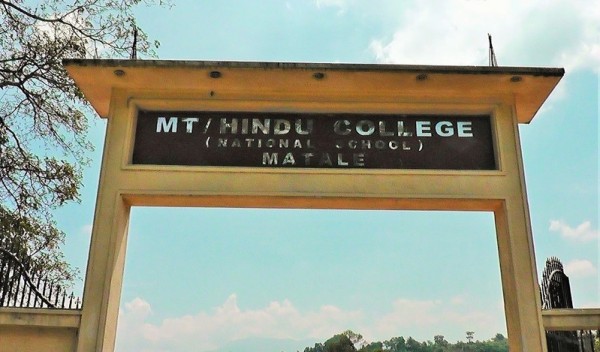 MT/HINDU COLLEGE
(NATIONAL SCHOOL)
MATALE